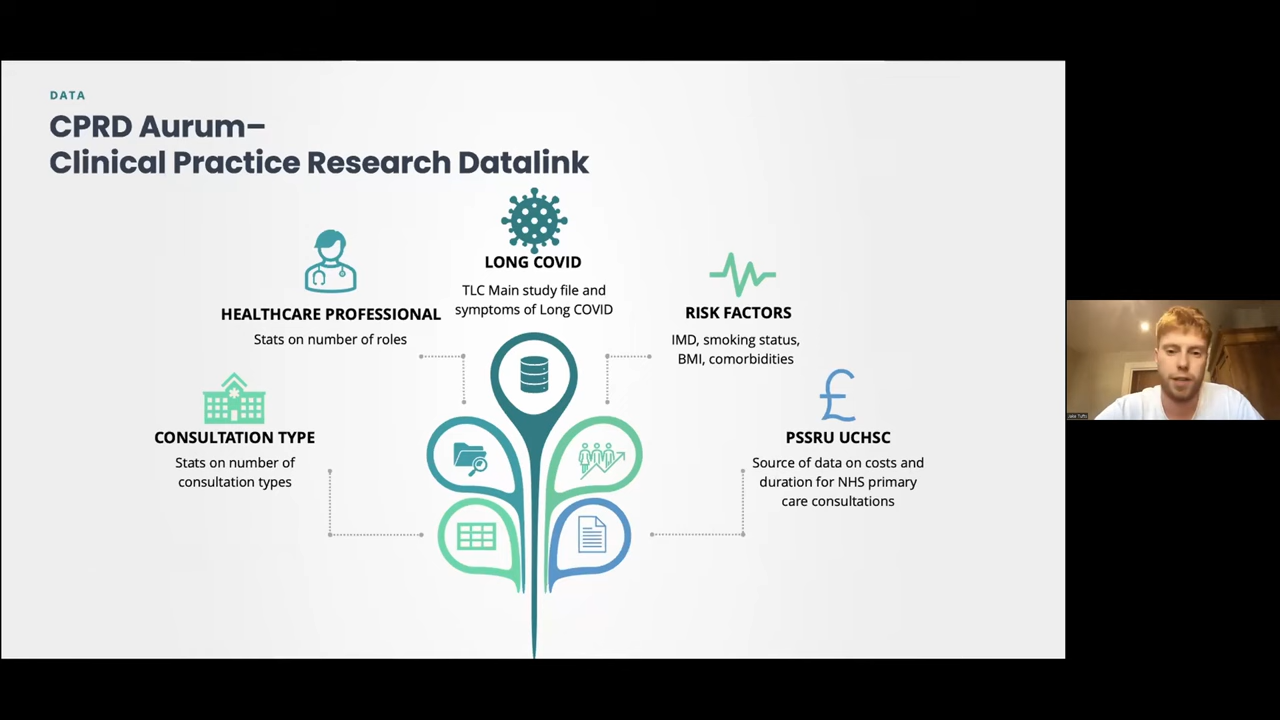 DATA
CPRD Aurum–
Clinical Practice Research Datalink
LONG COVID
TLC Main study file and
symptoms of Long COVID
HEALTHCARE PROFESSIONAL
Stats on number of roles
RISK FACTORS
IMD, smoking status,
BMI, comorbidities
CONSULTATION TYPE
Stats on number of
consultation types
PSSRU UCHSC
Source of data on costs and
duration for NHS primary
care consultations
Jake Tufts